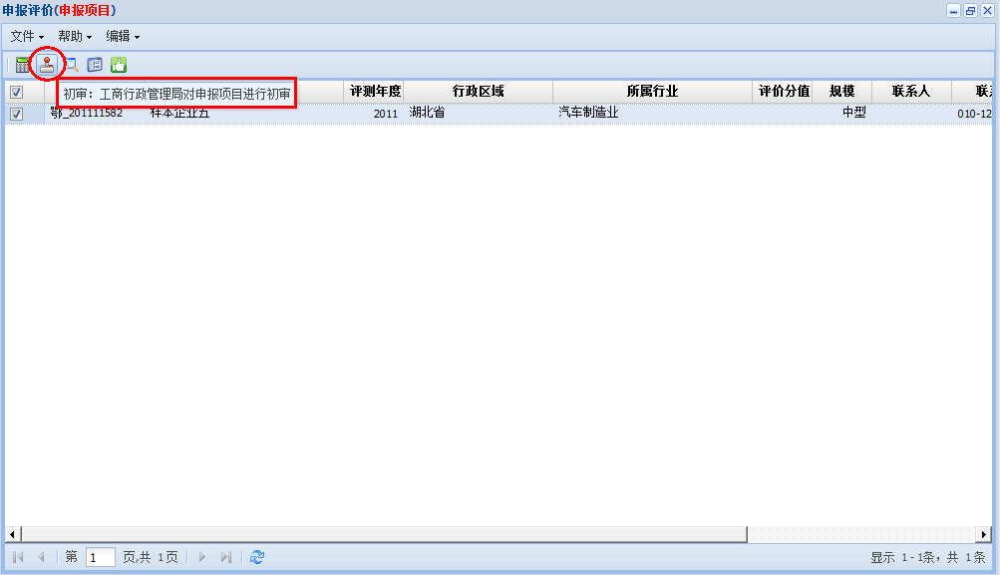 申报评价(申报项目)
文件 帮助 编辑
初审：工商行政管理局对申报项目进行初审
评测年度 行政区域 所属行业 评价分值 规模 联系人
鄂_201111582 样本企业五 2011 湖北省 汽车制造业 中型 010-12
第 1 页,共 1页 显示 1-1条，共 1条